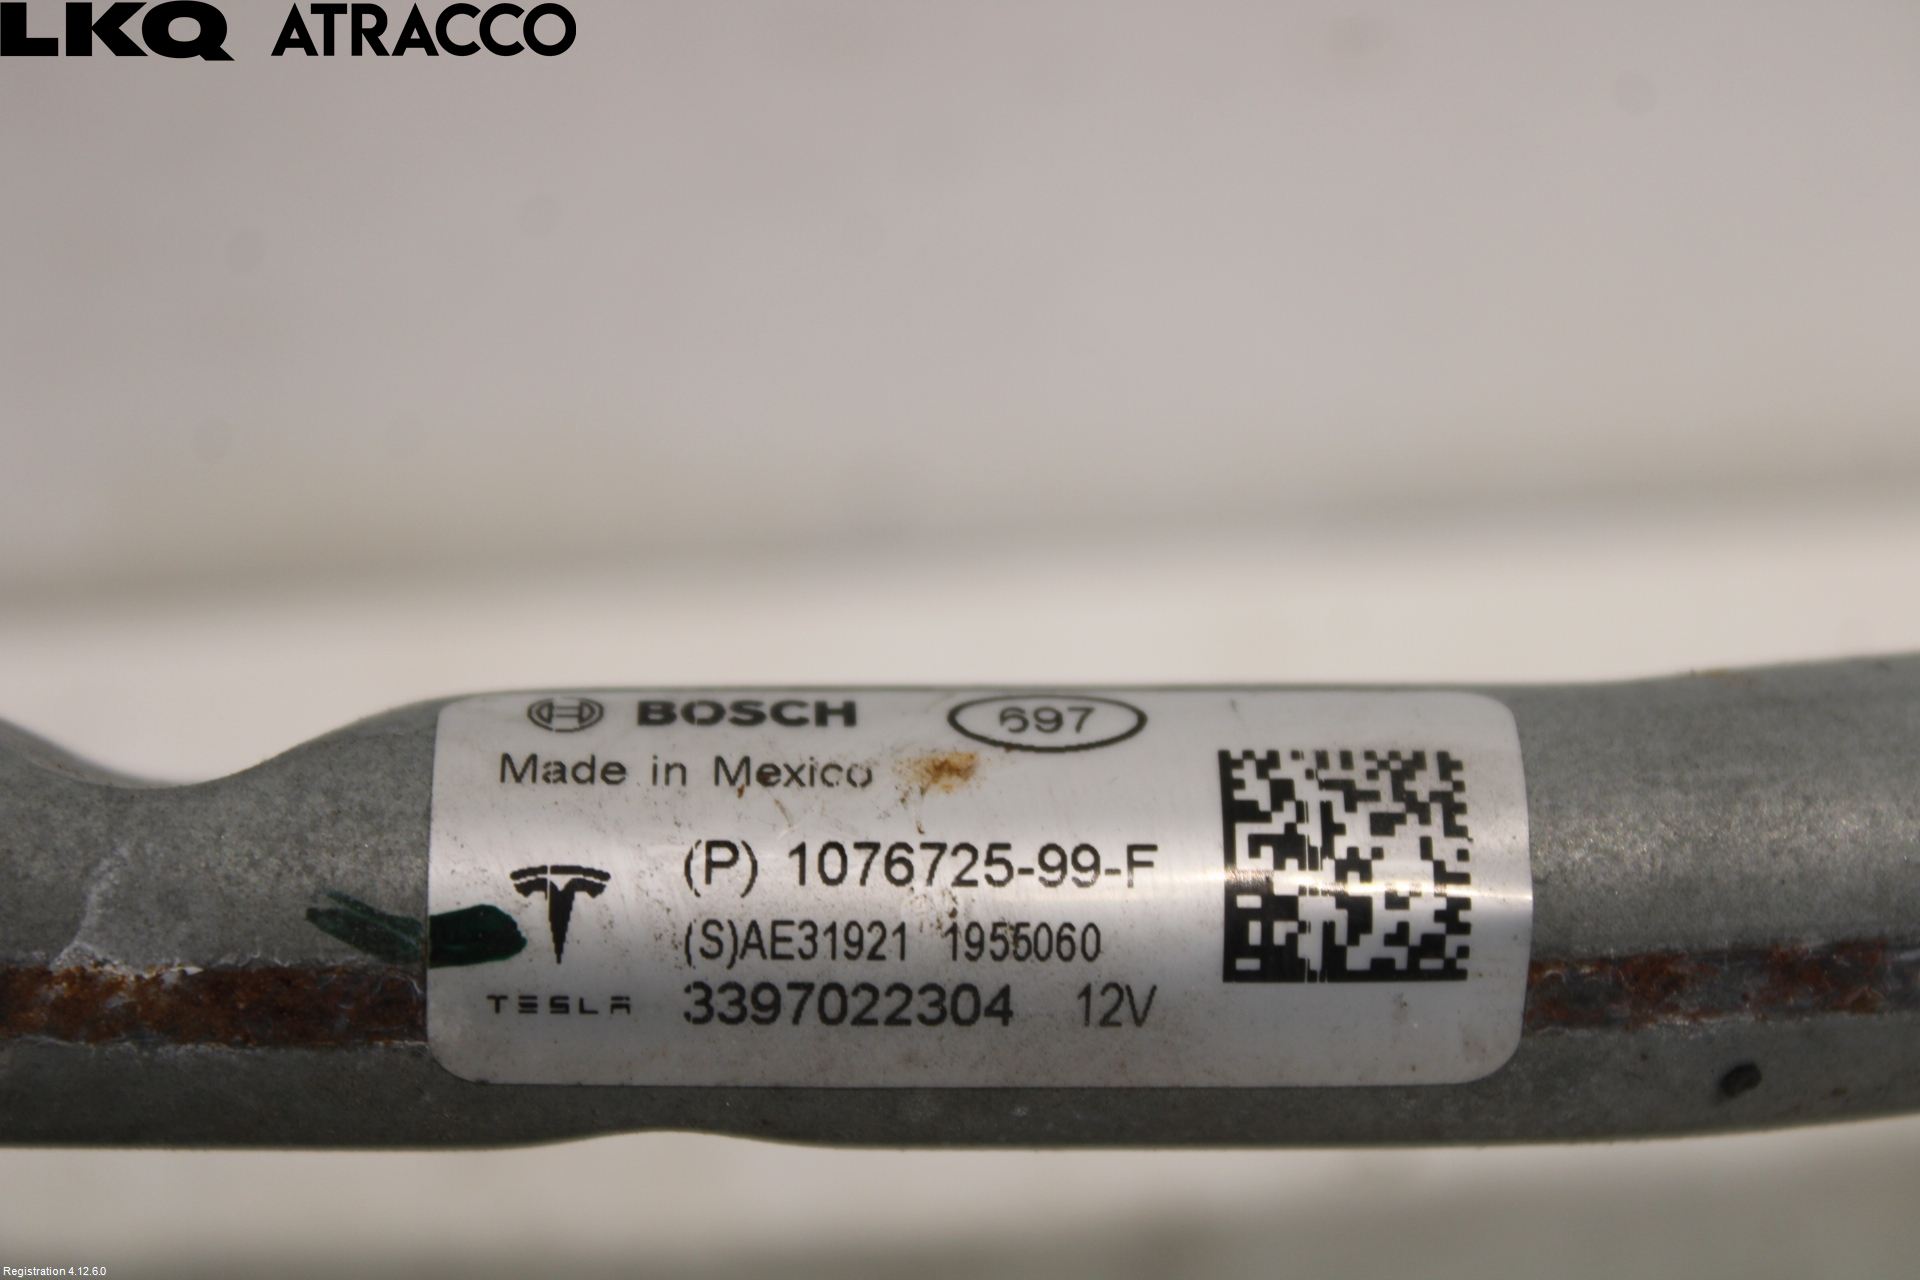 LKQ ATRACCO
BOSCH 697
Made in Mexico
(P) 1076725-99-F
(S)AE31921 1955060
TESLA 3397022304 12V
Registration 4.12.6.0